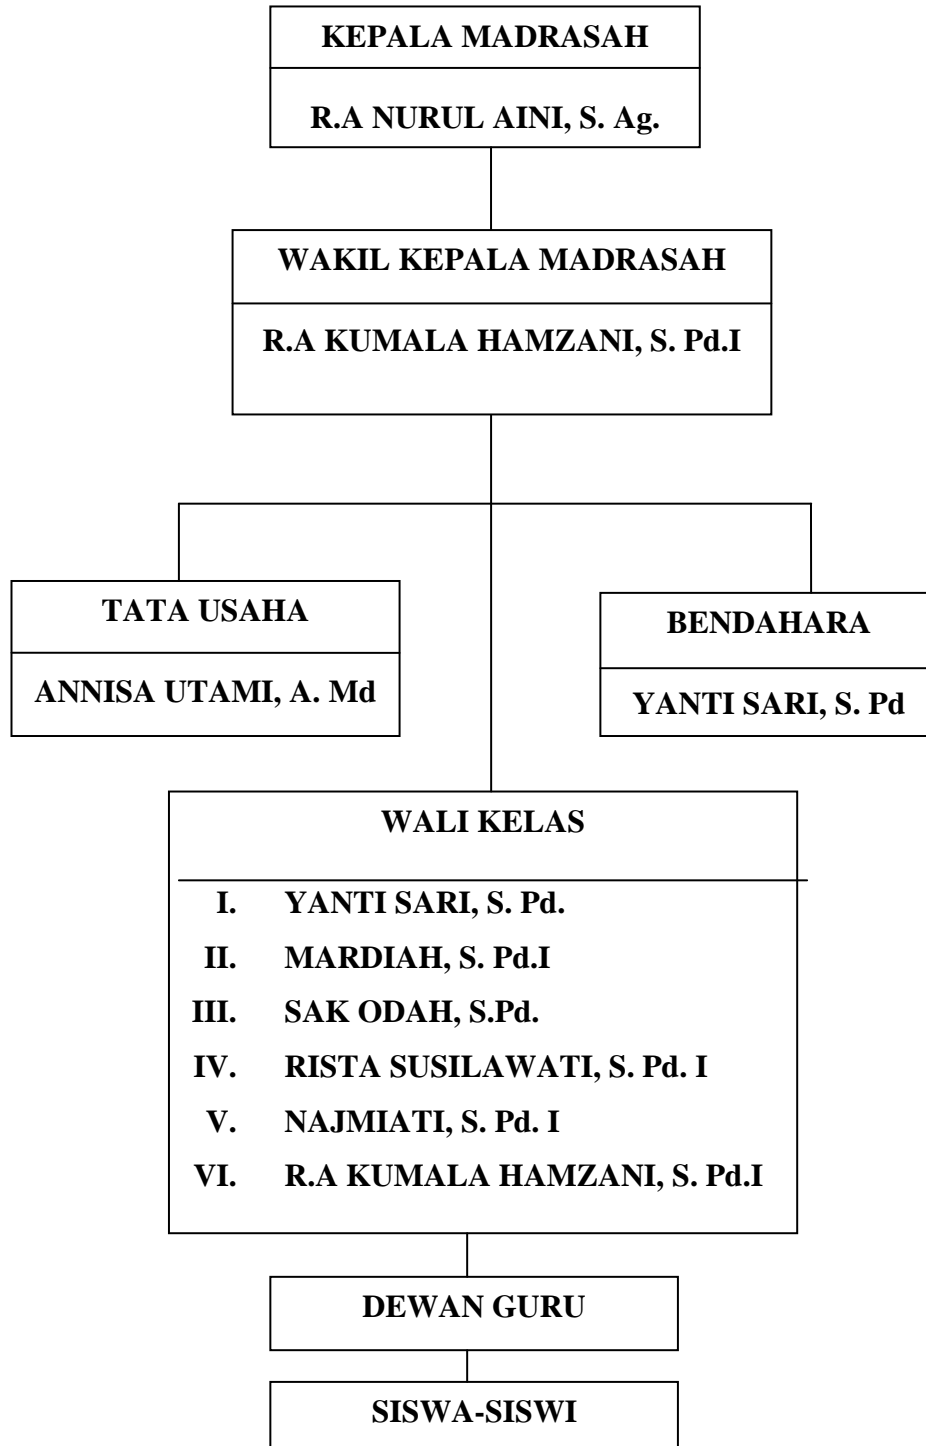 KEPALA MADRASAH
R.A NURUL AINI, S. Ag.
WAKIL KEPALA MADRASAH
R.A KUMALA HAMZANI, S. Pd.I
TATA USAHA
ANNISA UTAMI, A. Md
BENDAHARA
YANTI SARI, S. Pd
WALI KELAS
I. YANTI SARI, S. Pd.
II. MARDIAH, S. Pd.I
III. SAK ODAH, S.Pd.
IV. RISTA SUSILAWATI, S. Pd. I
V. NAJMIATI, S. Pd. I
VI. R.A KUMALA HAMZANI, S. Pd.I
DEWAN GURU
SISWA-SISWI